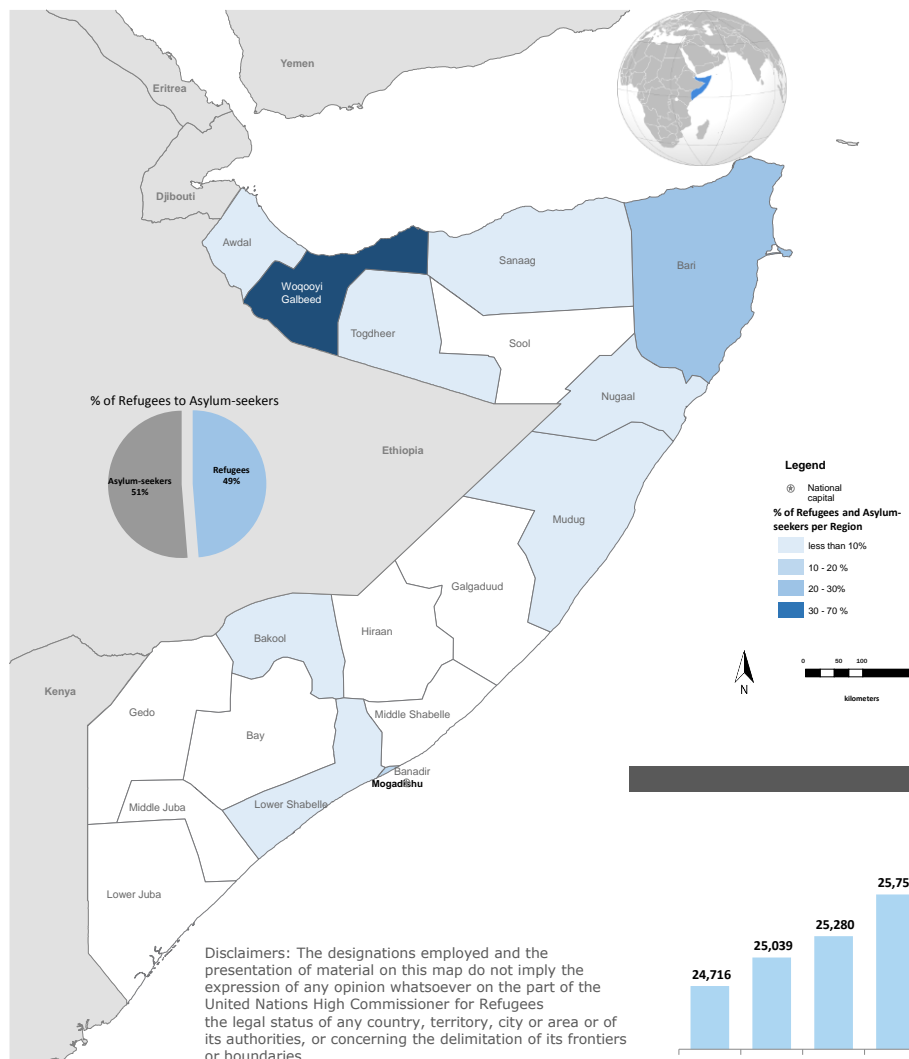 Yemen
Eritrea
Djibouti
Awdal
Sanaag
Bari
Woqooyi
Galbeed
Togdheer
Sool
Nugaal
% of Refugees to Asylum-seekers
Ethiopia
Asylum-seekers
51%
Refugees
49%
Legend
National
capital
% of Refugees and Asylum-
seekers per Region
less than 10%
10 - 20 %
20 - 30%
30 - 70 %
Mudug
Galgaduud
Hiraan
Bakool
Kenya
N
0 50 100
kilometers
Gedo
Middle Shabelle
Bay
Banadir
Mogadishu
Middle Juba
Lower Shabelle
Lower Juba
24,716
25,039
25,280
25,75
Disclaimers: The designations employed and the
presentation of material on this map do not imply the
expression of any opinion whatsoever on the part of the
United Nations High Commissioner for Refugees
the legal status of any country, territory, city or area or of
its authorities, or concerning the delimitation of its frontiers
or boundaries